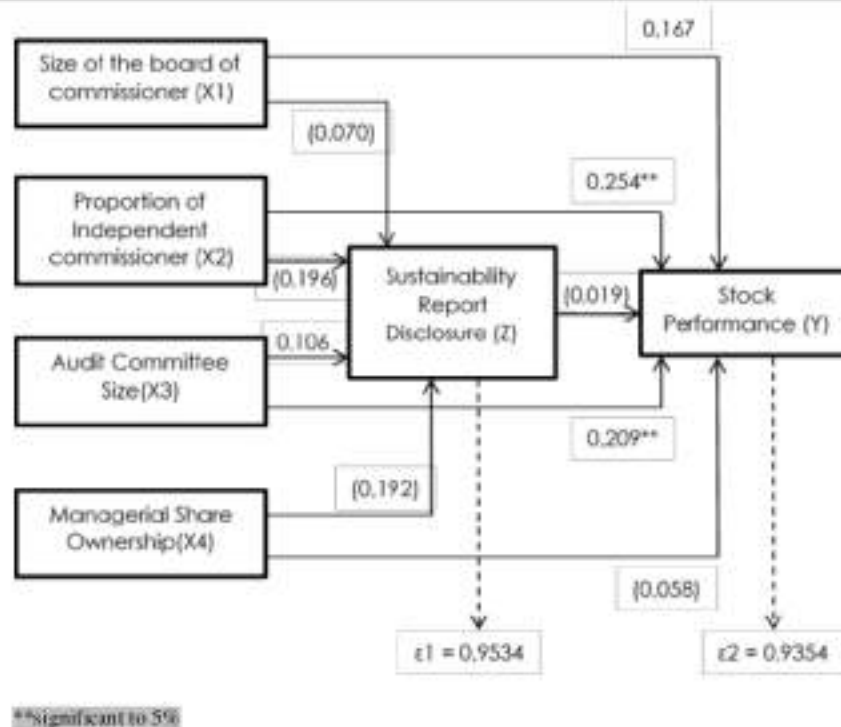 0,167
Size of the board of
commissioner (X1)
(0.070)
0.254**
Proportion of
Independent
commissioner (X2)
(0.196)
Sustainability
Report
Disclosure (Z)
(0.019)
Stock
Performance (Y)
0.106
Audit Committee
Size(X3)
0.209**
(0.192)
Managerial Share
Ownership(X4)
(0.058)
ε1 = 0,9534
ε2 = 0,9354
**significant to 5%